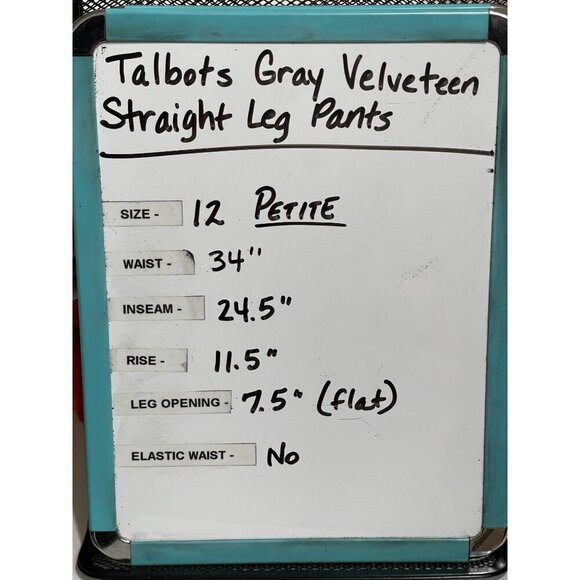 Talbots Gray Velveteen
Straight Leg Pants
SIZE - 12 PETITE
WAIST - 34"
INSEAM - 24.5"
RISE - 11.5"
LEG OPENING - 7.5" (flat)
ELASTIC WAIST - No